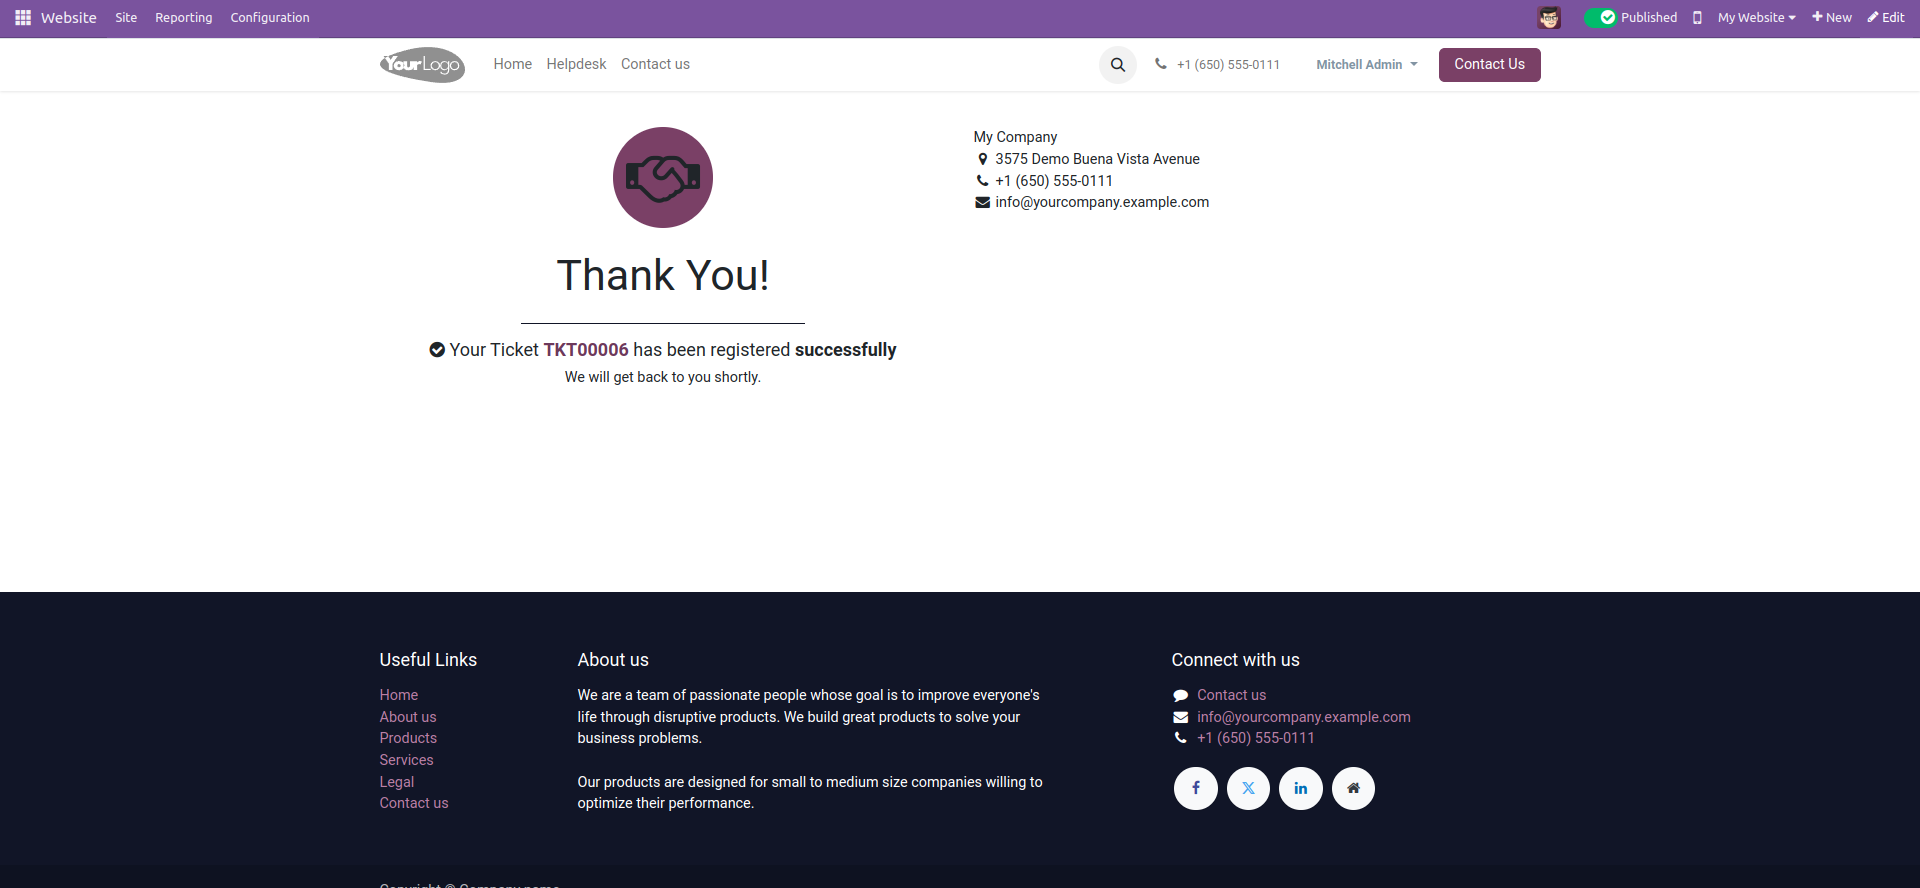 Website Site Reporting Configuration Published My Website New Edit
YourLogo Home Helpdesk Contact us +1 (650) 555-0111 Mitchell Admin Contact Us
My Company
3575 Demo Buena Vista Avenue
+1 (650) 555-0111
info@yourcompany.example.com
Thank You!
Your Ticket TKT00006 has been registered successfully
We will get back to you shortly.
Useful Links
Home
About us
Products
Services
Legal
Contact us
About us
We are a team of passionate people whose goal is to improve everyone's
life through disruptive products. We build great products to solve your
business problems.
Our products are designed for small to medium size companies willing to
optimize their performance.
Connect with us
Contact us
info@yourcompany.example.com
+1 (650) 555-0111
Copyright © Company name